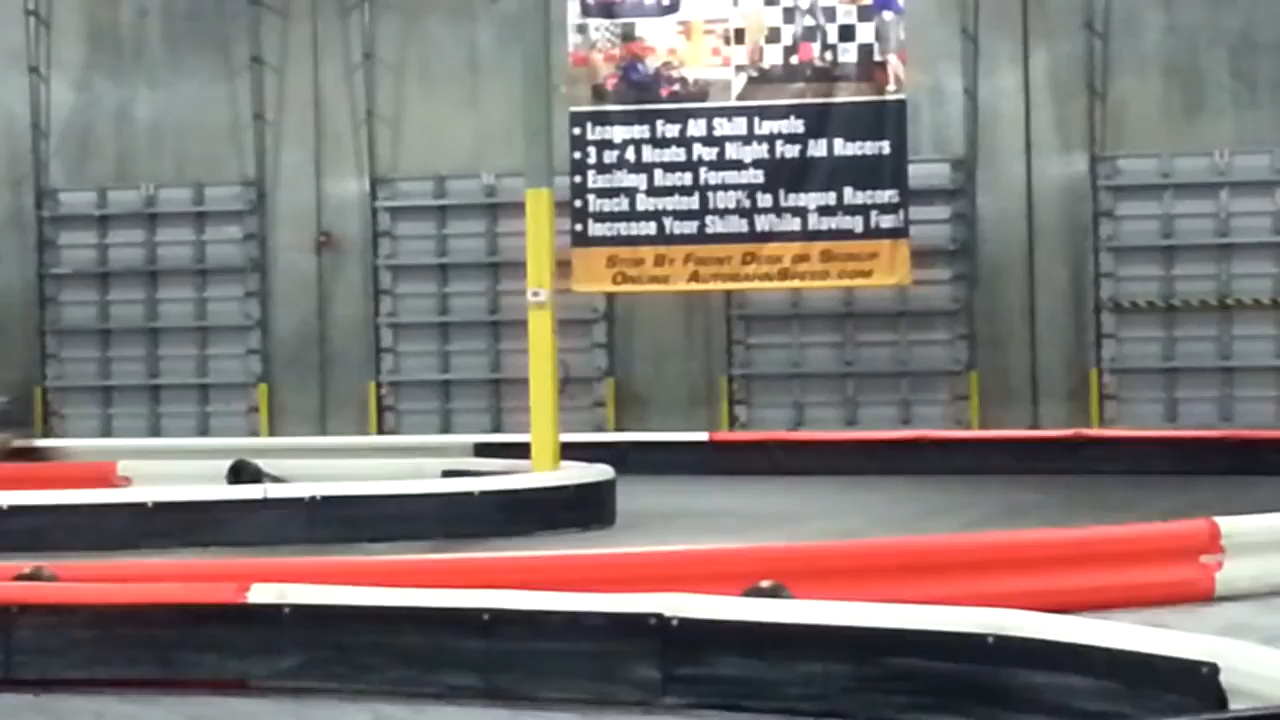 • Leagues For All Skill Levels
• 3 or 4 Heats Per Night For All Racers
• Exciting Race Formats
• Track Devoted 100% to League Racers
• Increase Your Skills While Having Fun!
Stop By Front Desk or Signup
Online: AutobahnSpeed.com